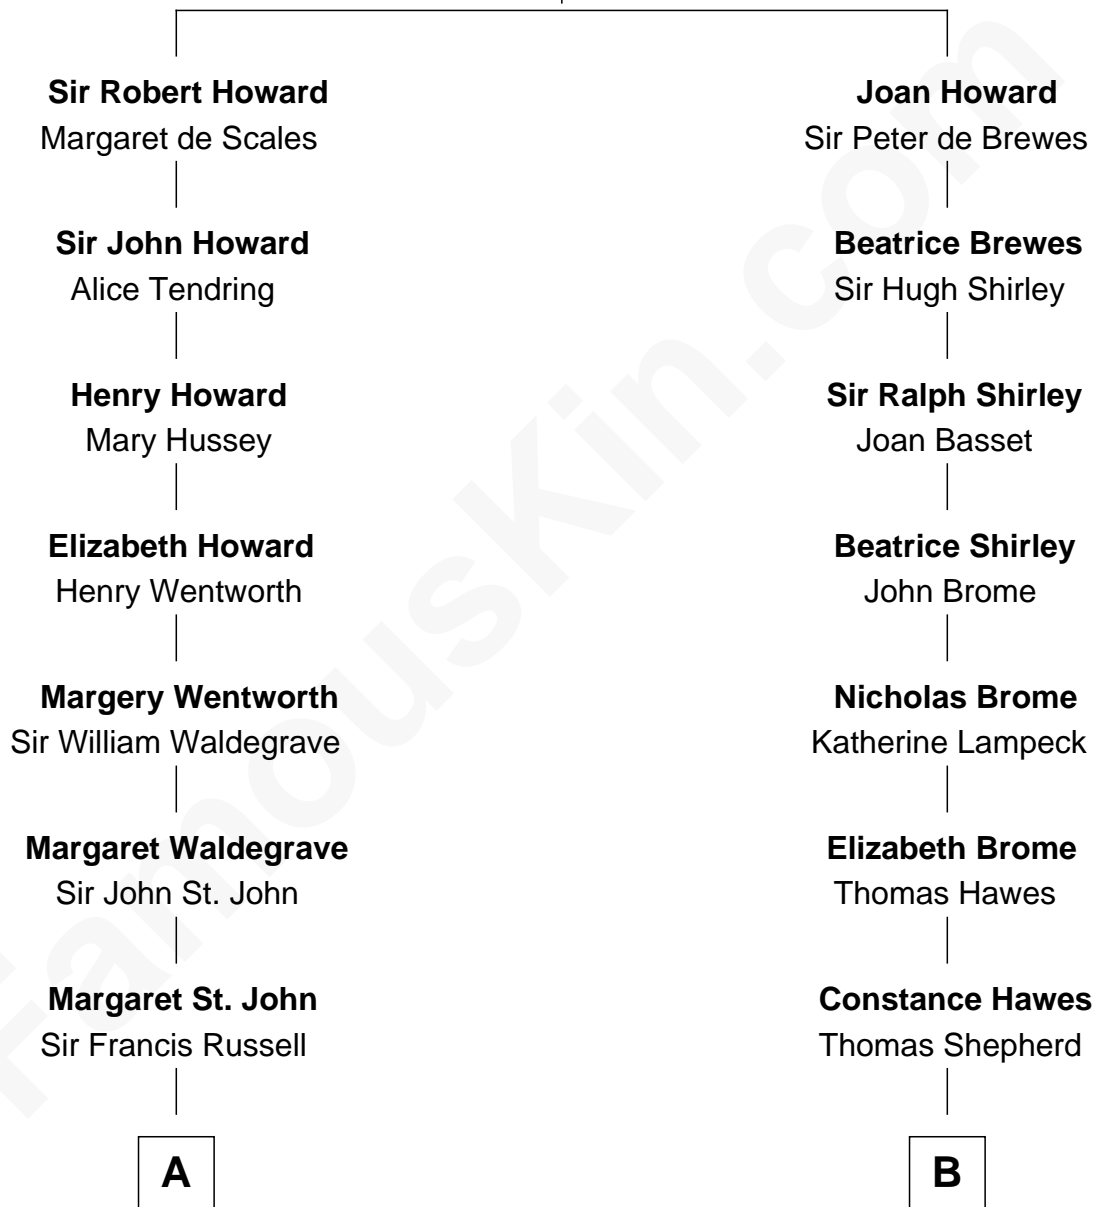 Sir Robert Howard
Margaret de Scales
Sir John Howard
Alice Tendring
Henry Howard
Mary Hussey
Elizabeth Howard
Henry Wentworth
Margery Wentworth
Sir William Waldegrave
Margaret Waldegrave
Sir John St. John
Margaret St. John
Sir Francis Russell
A
Joan Howard
Sir Peter de Brewes
Beatrice Brewes
Sir Hugh Shirley
Sir Ralph Shirley
Joan Basset
Beatrice Shirley
John Brome
Nicholas Brome
Katherine Lampeck
Elizabeth Brome
Thomas Hawes
Constance Hawes
Thomas Shepherd
B
FamousKin.com